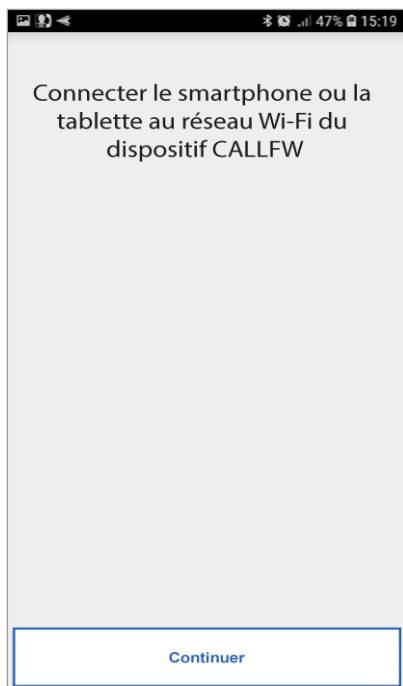 47% 15:19
Connecter le smartphone ou la
tablette au réseau Wi-Fi du
dispositif CALLFW
Continuer